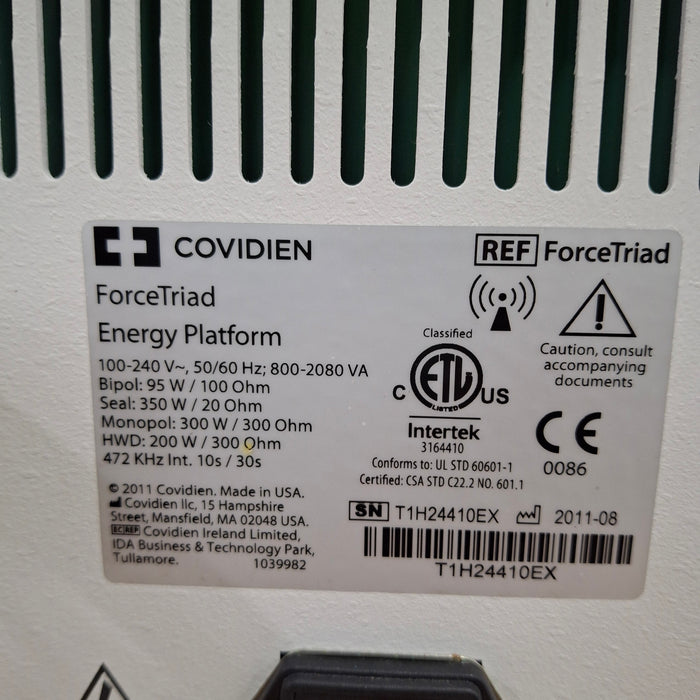 COVIDIEN
REF ForceTriad
ForceTriad
Energy Platform
100-240 V~, 50/60 Hz; 800-2080 VA
Bipol: 95 W / 100 Ohm
Seal: 350 W / 20 Ohm
Monopol: 300 W / 300 Ohm
HWD: 200 W / 300 Ohm
472 KHz Int. 10s / 30s
© 2011 Covidien. Made in USA.
Covidien llc, 15 Hampshire
Street, Mansfield, MA 02048 USA.
EC REP Covidien Ireland Limited,
IDA Business & Technology Park,
Tullamore.
1039982
Classified
C ETL US
LISTED
Intertek
3164410
Conforms to: UL STD 60601-1
Certified: CSA STD C22.2 NO. 601.1
Caution, consult
accompanying
documents
CE
0086
SN T1H24410EX 2011-08
T1H24410EX